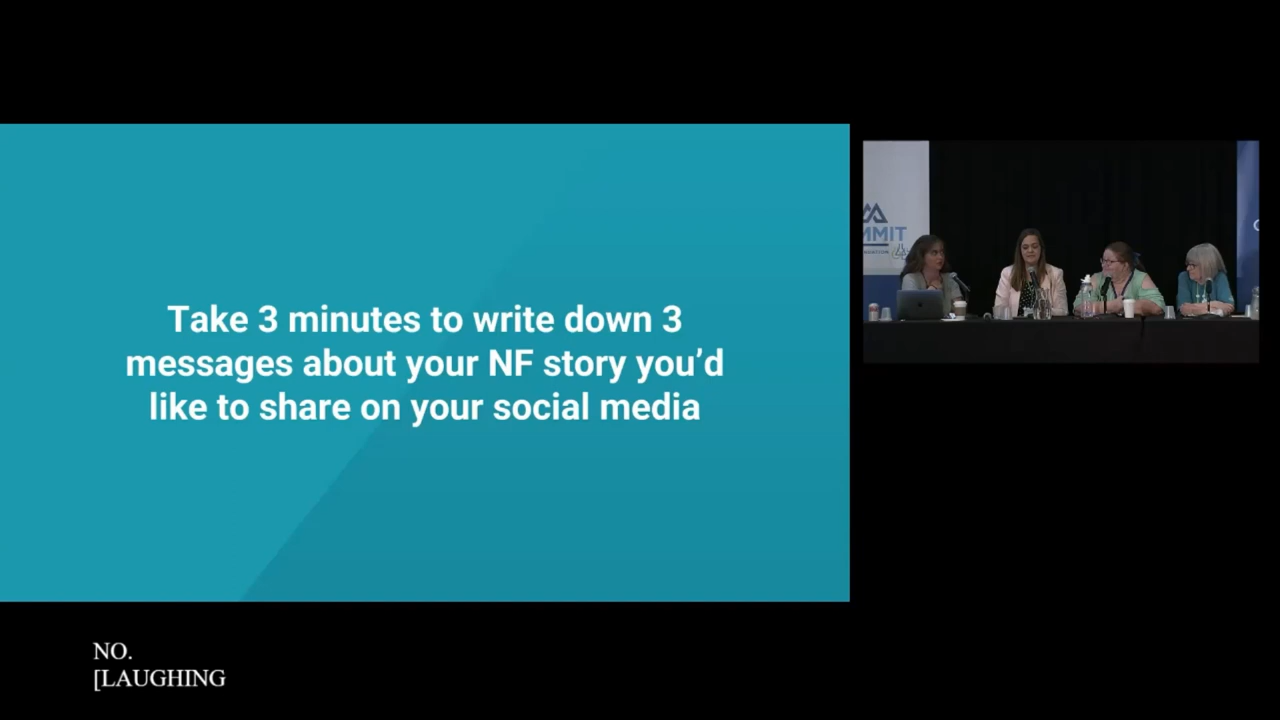 Take 3 minutes to write down 3
messages about your NF story you’d
like to share on your social media
MMIT
NO.
[LAUGHING